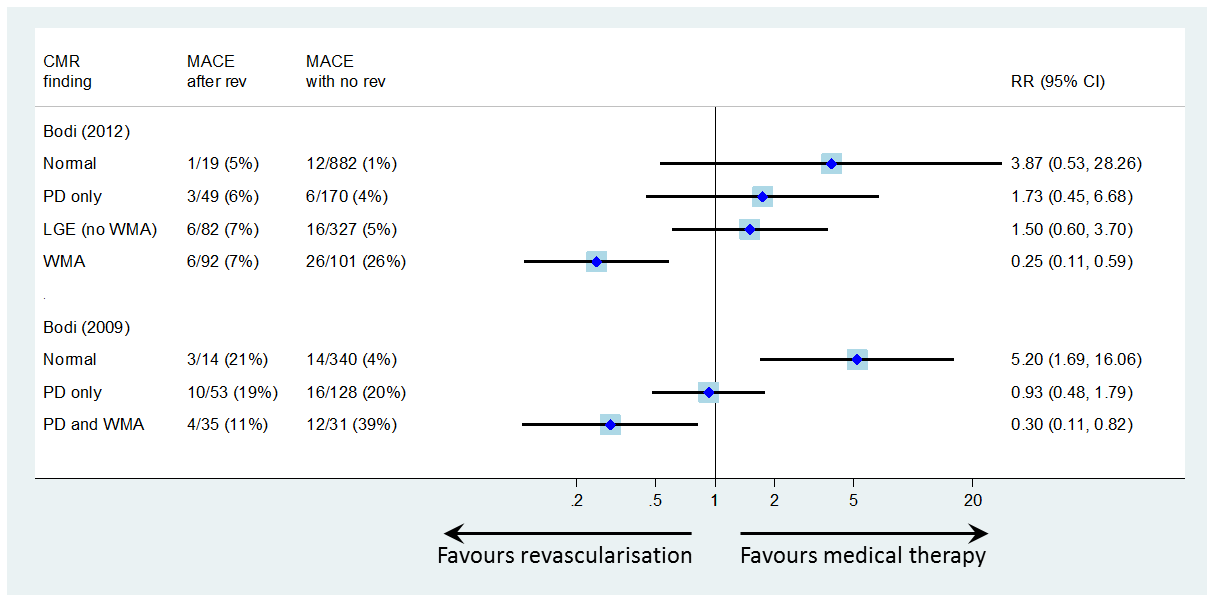 CMR MACE MACE
finding after rev with no rev RR (95% CI)
Bodi (2012)
Normal 1/19 (5%) 12/882 (1%) 3.87 (0.53, 28.26)
PD only 3/49 (6%) 6/170 (4%) 1.73 (0.45, 6.68)
LGE (no WMA) 6/82 (7%) 16/327 (5%) 1.50 (0.60, 3.70)
WMA 6/92 (7%) 26/101 (26%) 0.25 (0.11, 0.59)
.
Bodi (2009)
Normal 3/14 (21%) 14/340 (4%) 5.20 (1.69, 16.06)
PD only 10/53 (19%) 16/128 (20%) 0.93 (0.48, 1.79)
PD and WMA 4/35 (11%) 12/31 (39%) 0.30 (0.11, 0.82)
.2 .5 1 2 5 20
Favours revascularisation Favours medical therapy